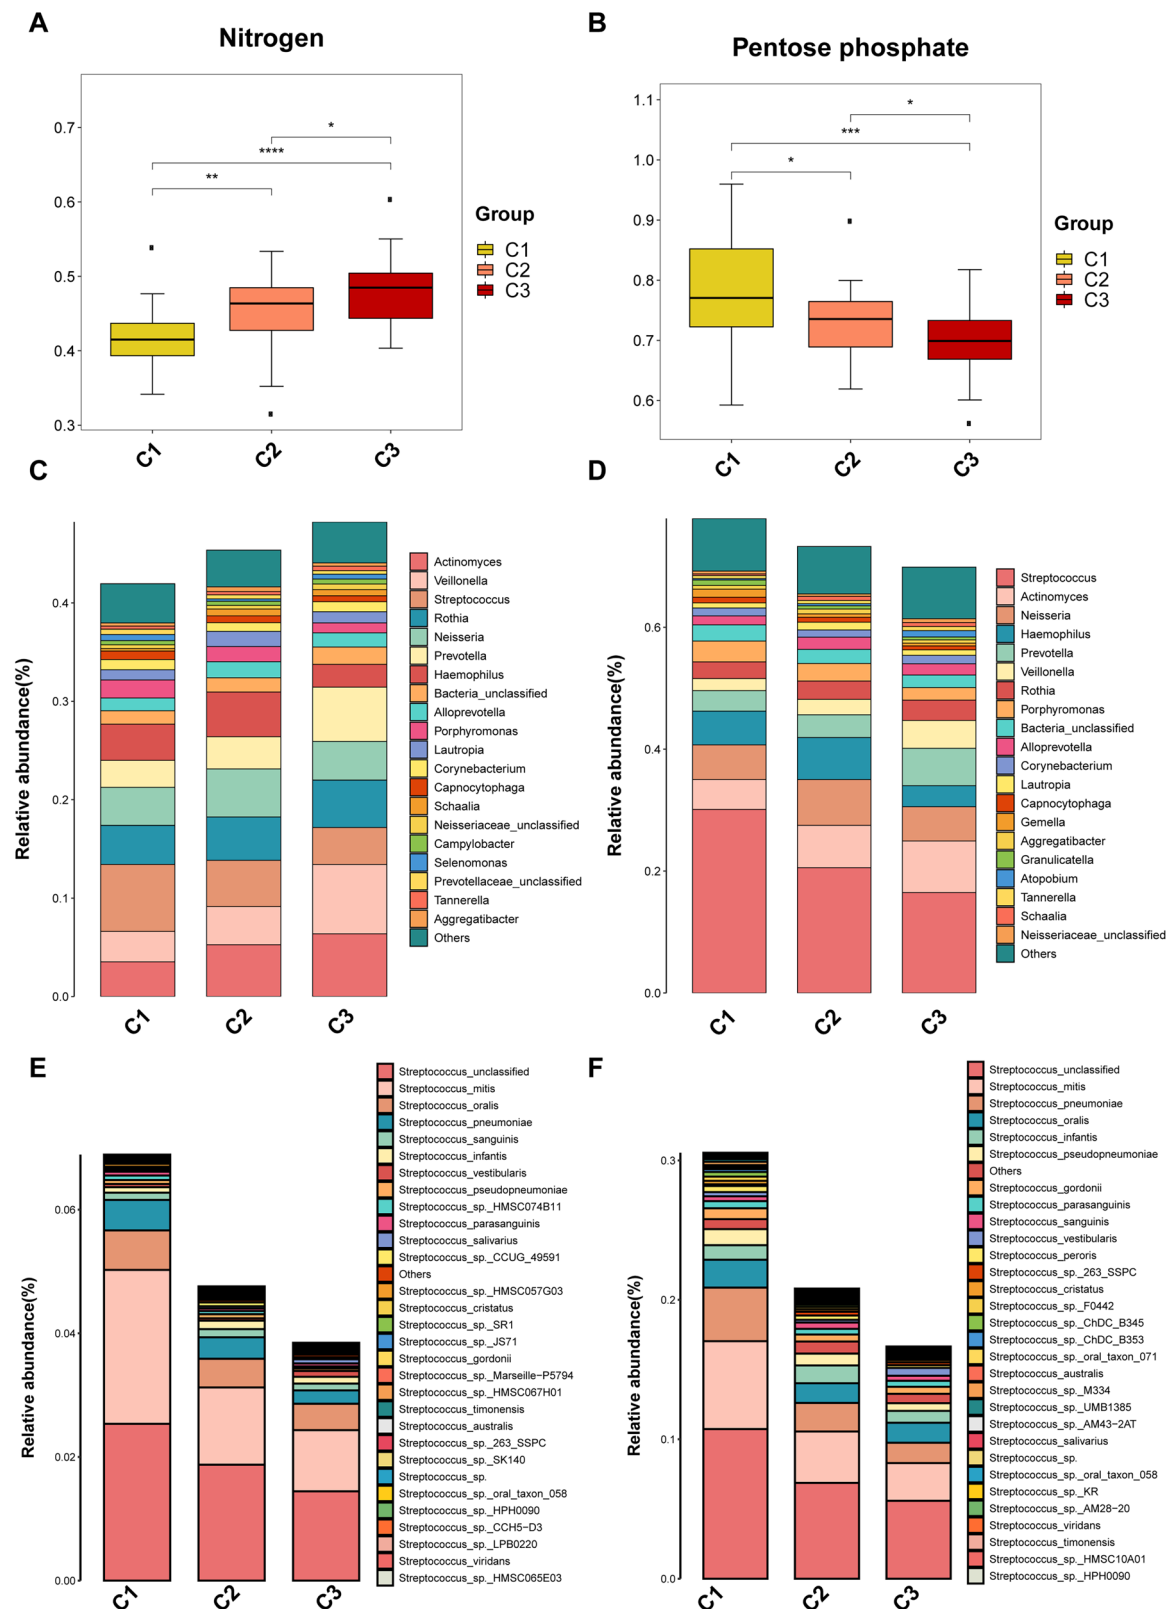 A
Nitrogen
0.7
0.6
0.5
0.4
0.3
*
****
**
C1
C2
C3
Group
C1
C2
C3
B
Pentose phosphate
1.1
1.0
0.9
0.8
0.7
0.6
*
***
*
C1
C2
C3
Group
C1
C2
C3
C
Relative abundance(%)
0.4
0.3
0.2
0.1
0.0
C1
C2
C3
Actinomyces
Veillonella
Streptococcus
Rothia
Neisseria
Prevotella
Haemophilus
Bacteria_unclassified
Alloprevotella
Porphyromonas
Lautropia
Corynebacterium
Capnocytophaga
Schaalia
Neisseriaceae_unclassified
Campylobacter
Selenomonas
Prevotellaceae_unclassified
Tannerella
Aggregatibacter
Others
D
Relative abundance(%)
0.6
0.4
0.2
0.0
C1
C2
C3
Streptococcus
Actinomyces
Neisseria
Haemophilus
Prevotella
Veillonella
Rothia
Porphyromonas
Bacteria_unclassified
Alloprevotella
Corynebacterium
Lautropia
Capnocytophaga
Gemella
Aggregatibacter
Granulicatella
Atopobium
Tannerella
Schaalia
Neisseriaceae_unclassified
Others
E
Relative abundance(%)
0.06
0.04
0.02
0.00
C1
C2
C3
Streptococcus_unclassified
Streptococcus_mitis
Streptococcus_oralis
Streptococcus_pneumoniae
Streptococcus_sanguinis
Streptococcus_infantis
Streptococcus_vestibularis
Streptococcus_pseudopneumoniae
Streptococcus_sp._HMSC074B11
Streptococcus_parasanguinis
Streptococcus_salivarius
Streptococcus_sp._CCUG_49591
Others
Streptococcus_sp._HMSC057G03
Streptococcus_cristatus
Streptococcus_sp._SR1
Streptococcus_sp._JS71
Streptococcus_gordonii
Streptococcus_sp._Marseille−P5794
Streptococcus_sp._HMSC067H01
Streptococcus_timonensis
Streptococcus_australis
Streptococcus_sp._263_SSPC
Streptococcus_sp._SK140
Streptococcus_sp.
Streptococcus_sp._oral_taxon_058
Streptococcus_sp._HPH0090
Streptococcus_sp._CCH5−D3
Streptococcus_sp._LPB0220
Streptococcus_viridans
Streptococcus_sp._HMSC065E03
F
Relative abundance(%)
0.3
0.2
0.1
0.0
C1
C2
C3
Streptococcus_unclassified
Streptococcus_mitis
Streptococcus_pneumoniae
Streptococcus_oralis
Streptococcus_infantis
Streptococcus_pseudopneumoniae
Others
Streptococcus_gordonii
Streptococcus_parasanguinis
Streptococcus_sanguinis
Streptococcus_vestibularis
Streptococcus_peroris
Streptococcus_sp._263_SSPC
Streptococcus_cristatus
Streptococcus_sp._F0442
Streptococcus_sp._ChDC_B345
Streptococcus_sp._ChDC_B353
Streptococcus_sp._oral_taxon_071
Streptococcus_australis
Streptococcus_sp._M334
Streptococcus_sp._UMB1385
Streptococcus_sp._AM43−2AT
Streptococcus_salivarius
Streptococcus_sp.
Streptococcus_sp._oral_taxon_058
Streptococcus_sp._KR
Streptococcus_sp._AM28−20
Streptococcus_viridans
Streptococcus_timonensis
Streptococcus_sp._HMSC10A01
Streptococcus_sp._HPH0090